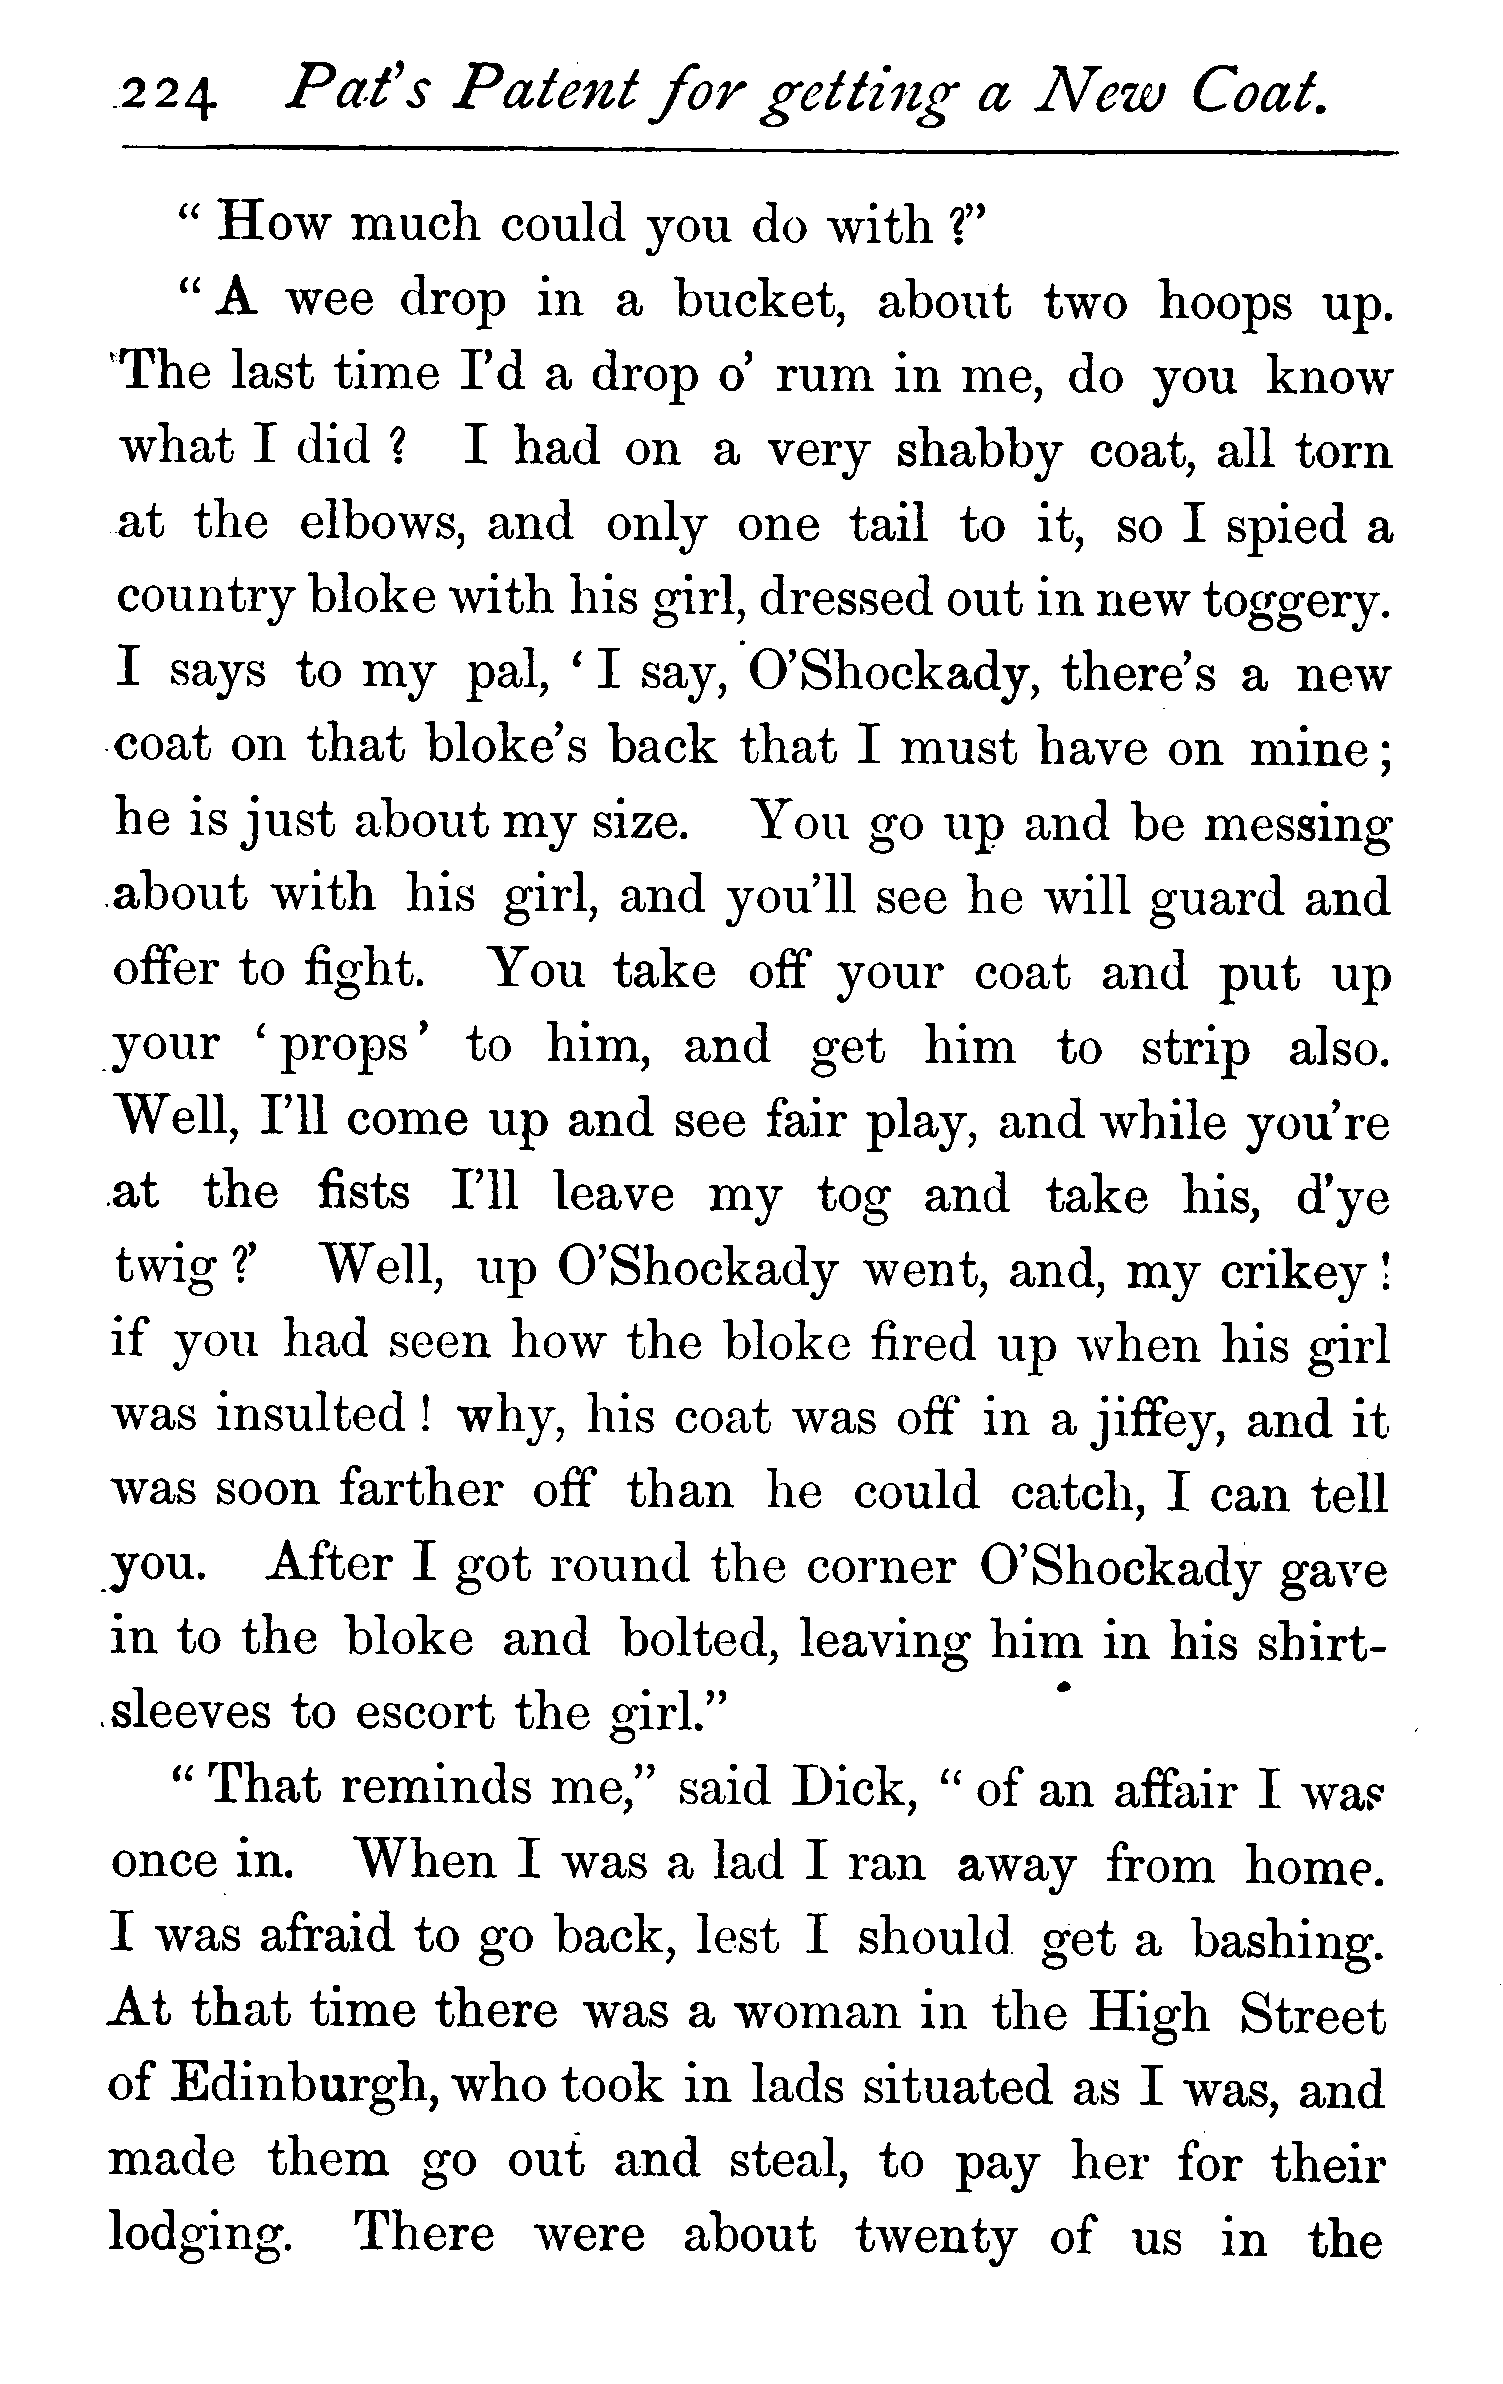 224 Pat's Patent for getting a New Coat.
“ How much could you do with ?”
“ A wee drop in a bucket, about two hoops up.
The last time I’d a drop o’ rum in me, do you know
what I did ? I had on a very shabby coat, all torn
at the elbows, and only one tail to it, so I spied a
country bloke with his girl, dressed out in new toggery.
I says to my pal, ‘ I say, O’Shockady, there’s a new
coat on that bloke’s back that I must have on mine ;
he is just about my size. You go up and be messing
about with his girl, and you’ll see he will guard and
offer to fight. You take off your coat and put up
your ‘ props ’ to him, and get him to strip also.
Well, I’ll come up and see fair play, and while you’re
at the fists I’ll leave my tog and take his, d’ye
twig ?’ Well, up O’Shockady went, and, my crikey !
if you had seen how the bloke fired up when his girl
was insulted ! why, his coat was off in a jiffey, and it
was soon farther off than he could catch, I can tell
you. After I got round the corner O’Shockady gave
in to the bloke and bolted, leaving him in his shirt-
sleeves to escort the girl.”
“ That reminds me,” said Dick, “ of an affair I was
once in. When I was a lad I ran away from home.
I was afraid to go back, lest I should get a bashing.
At that time there was a woman in the High Street
of Edinburgh, who took in lads situated as I was, and
made them go out and steal, to pay her for their
lodging. There were about twenty of us in the